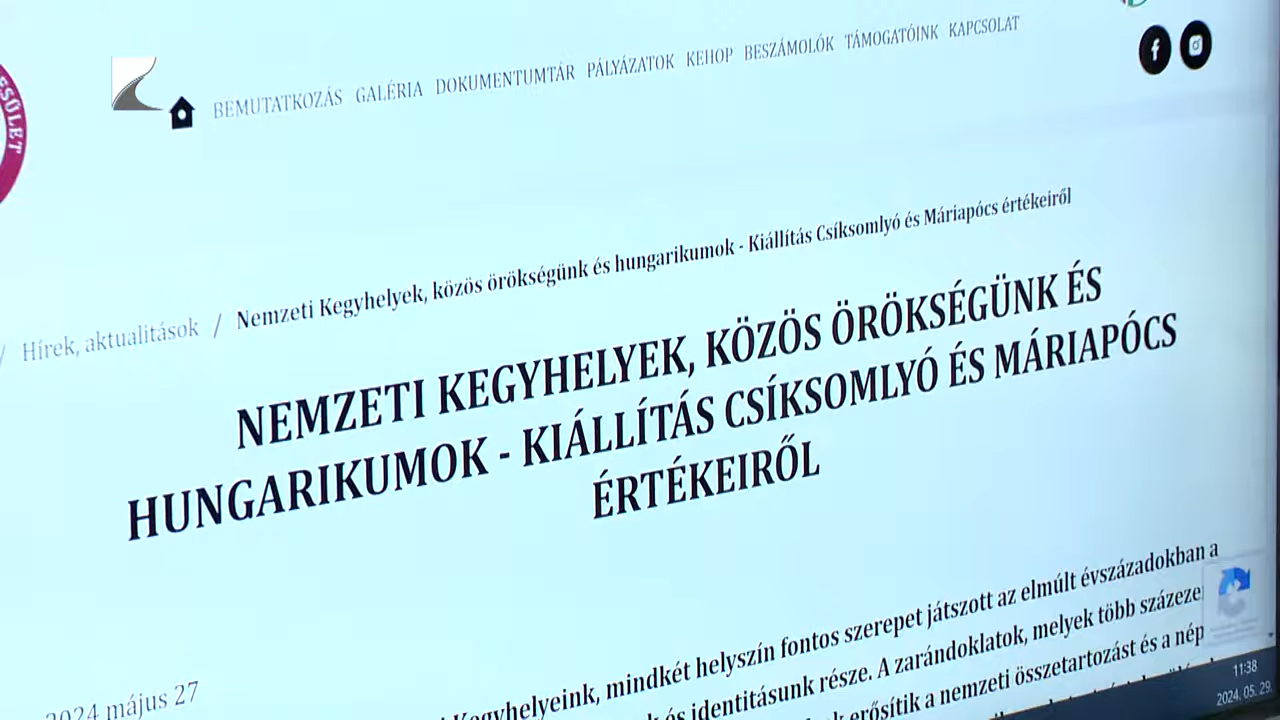 BEMUTATKOZÁS GALÉRIA DOKUMENTUMTÁR PÁLYÁZATOK KEHOP BESZÁMOLÓK TÁMOGATÓINK KAPCSOLAT
/ Hírek, aktualitások / Nemzeti Kegyhelyek, közös örökségünk és hungarikumok - Kiállítás Csíksomlyó és Máriapócs értékeiről
NEMZETI KEGYHELYEK, KÖZÖS ÖRÖKSÉGÜNK ÉS
HUNGARIKUMOK - KIÁLLÍTÁS CSÍKSOMLYÓ ÉS MÁRIAPÓCS
ÉRTÉKEIRŐL
2024 május 27
Kegyhelyeink, mindkét helyszín fontos szerepet játszott az elmúlt évszázadokban a
és identitásunk része. A zarándoklatok, melyek több százeze
erősítik a nemzeti összetartozást és a nép
11:38
2024. 05. 29.